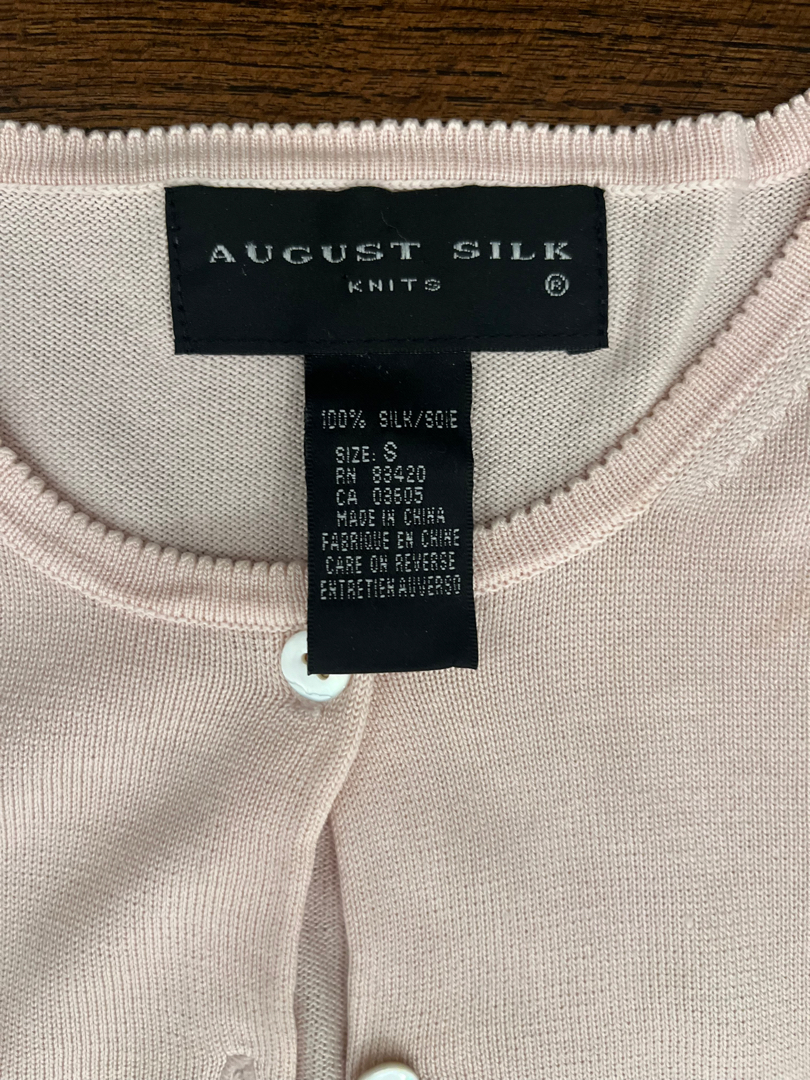 AUGUST SILK
KNITS
®
100% SILK/SOIE
SIZE: S
RN 83420
CA 03605
MADE IN CHINA
FABRIQUE EN CHINE
CARE ON REVERSE
ENTRETIEN AU VERSO